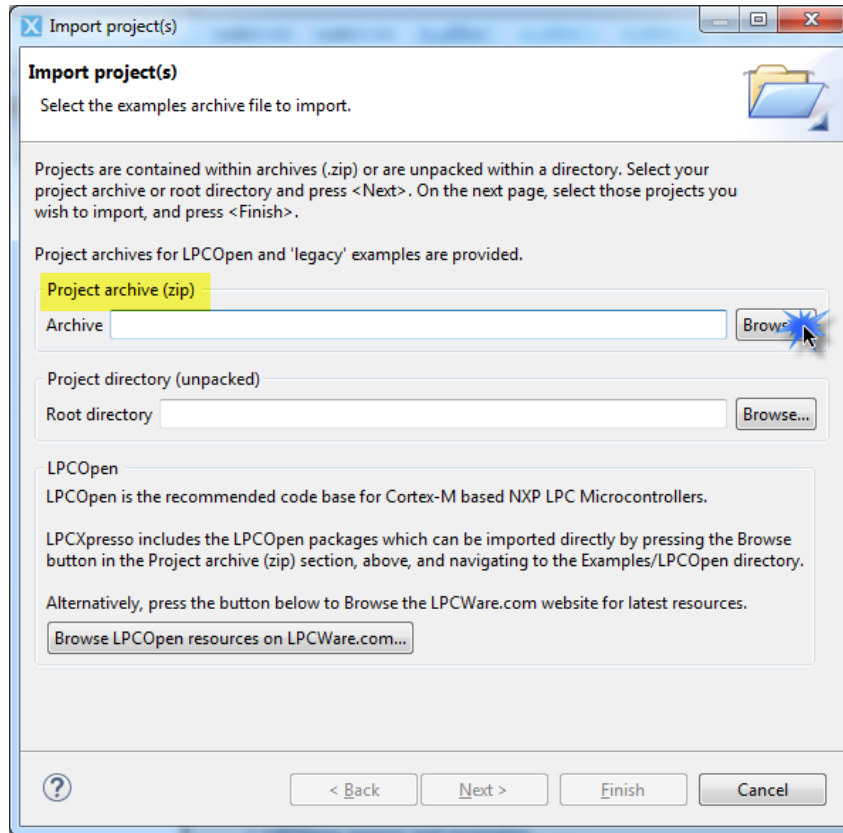 Import project(s)
Import project(s)
Select the examples archive file to import.
Projects are contained within archives (.zip) or are unpacked within a directory. Select your
project archive or root directory and press <Next>. On the next page, select those projects you
wish to import, and press <Finish>.
Project archives for LPCOpen and 'legacy' examples are provided.
Project archive (zip)
Archive
Project directory (unpacked)
Root directory Browse...
LPCOpen
LPCOpen is the recommended code base for Cortex-M based NXP LPC Microcontrollers.
LPCXpresso includes the LPCOpen packages which can be imported directly by pressing the Browse
button in the Project archive (zip) section, above, and navigating to the Examples/LPCOpen directory.
Alternatively, press the button below to Browse the LPCWare.com website for latest resources.
Browse LPCOpen resources on LPCWare.com...
? < Back Next > Finish Cancel